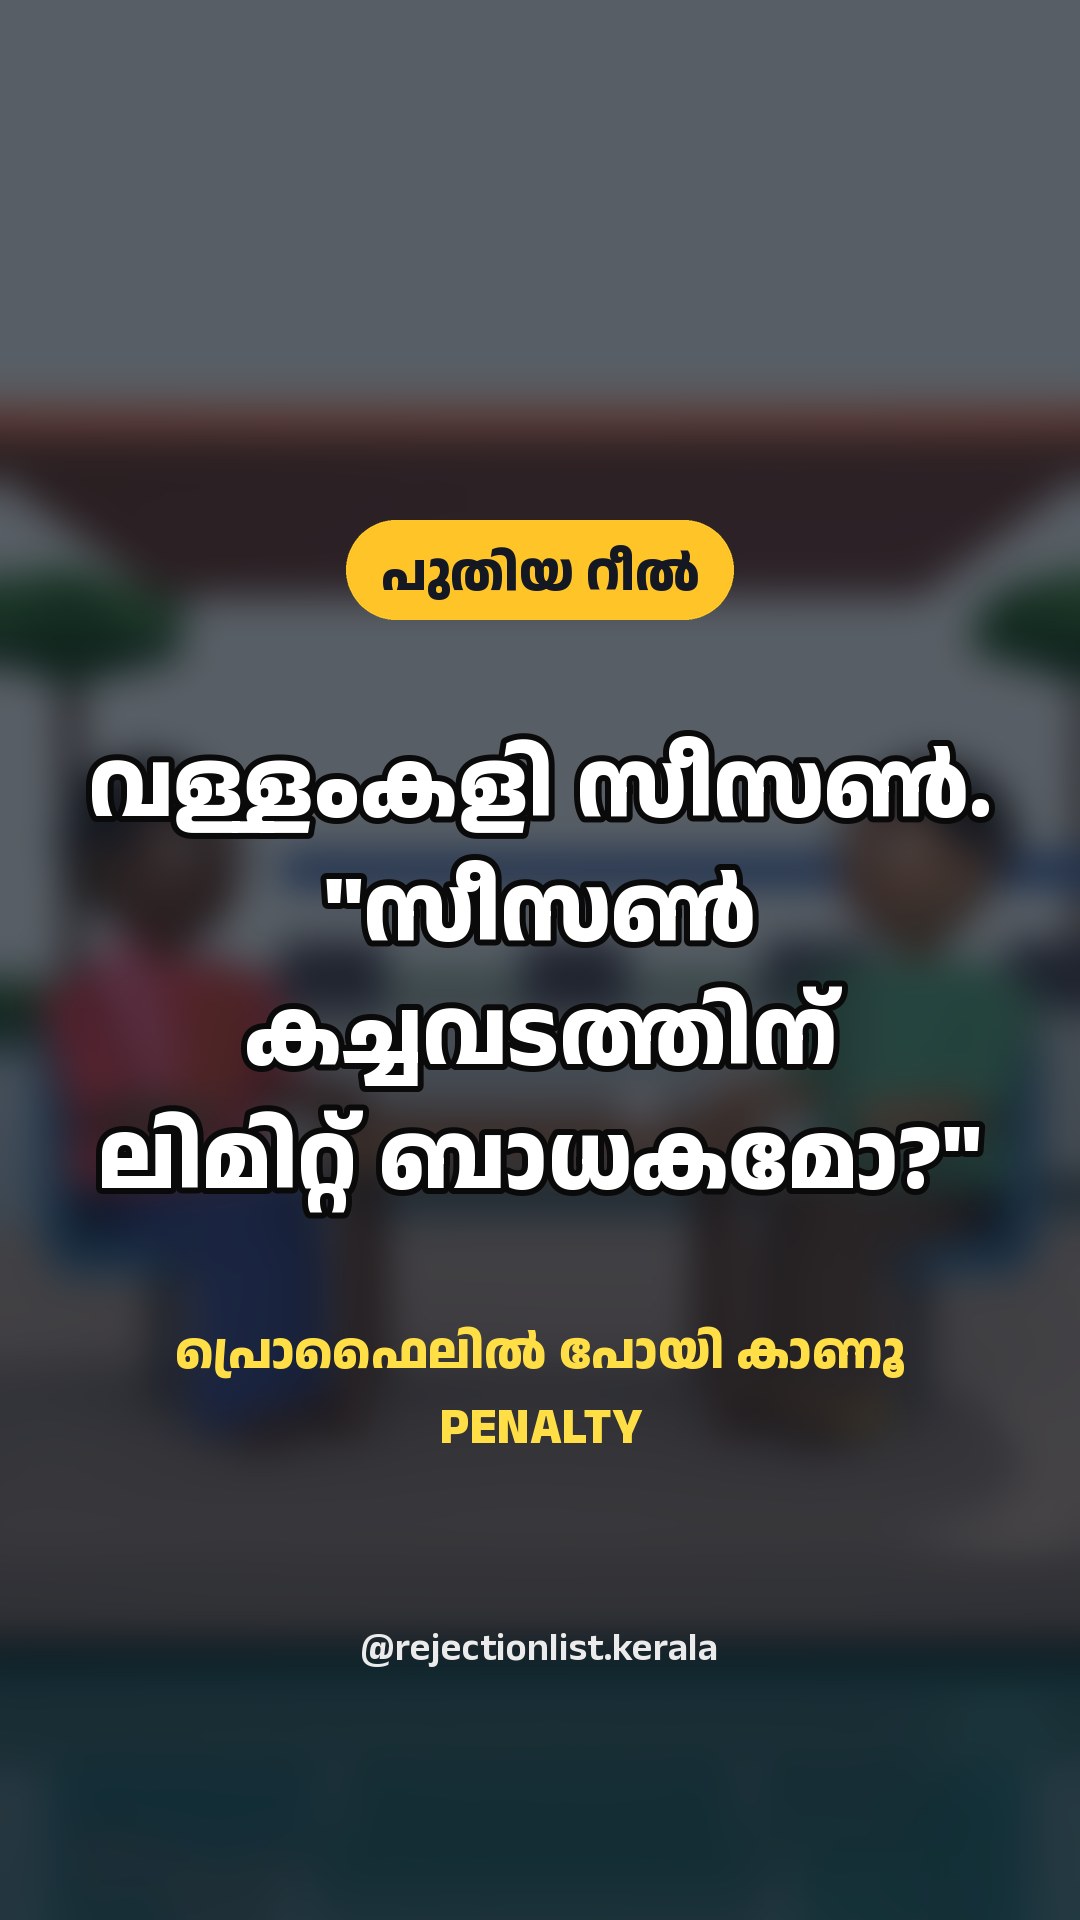 പുതിയ റീൽ
വള്ളംകളി സീസൺ.
"സീസൺ
കച്ചവടത്തിന്
ലിമിറ്റ് ബാധകമോ?"
പ്രൊഫൈലിൽ പോയി കാണൂ
PENALTY
@rejectionlist.kerala